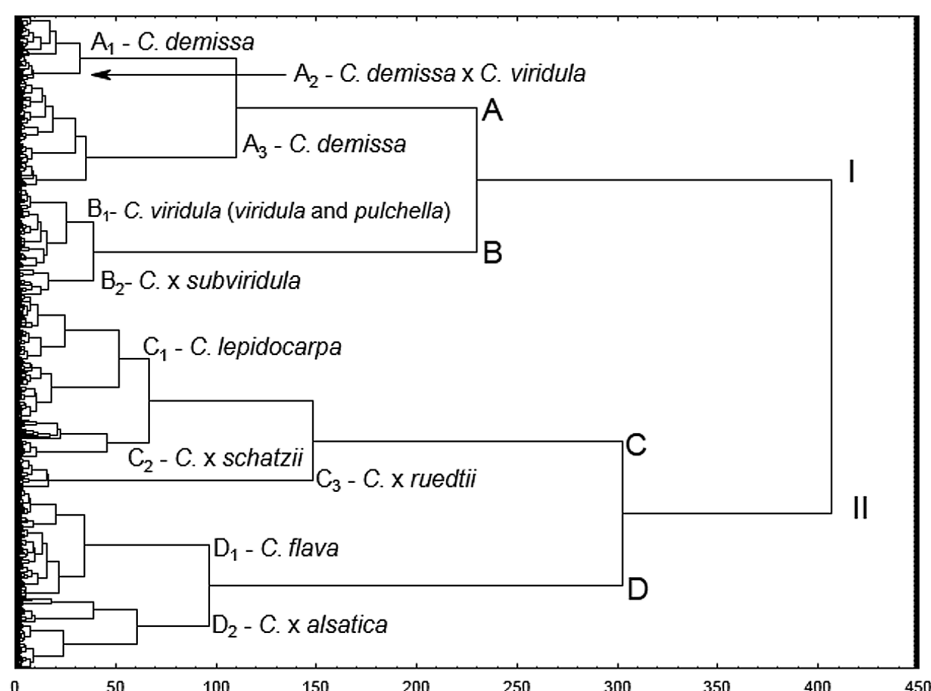 A₁ - C. demissa
A₂ - C. demissa x C. viridula
A
A₃ - C. demissa
I
B₁- C. viridula (viridula and pulchella)
B
B₂- C. x subviridula
C₁ - C. lepidocarpa
C
C₂ - C. x schatzii
C₃ - C. x ruedtii
II
D₁ - C. flava
D
D₂ - C. x alsatica
0 50 100 150 200 250 300 350 400 450